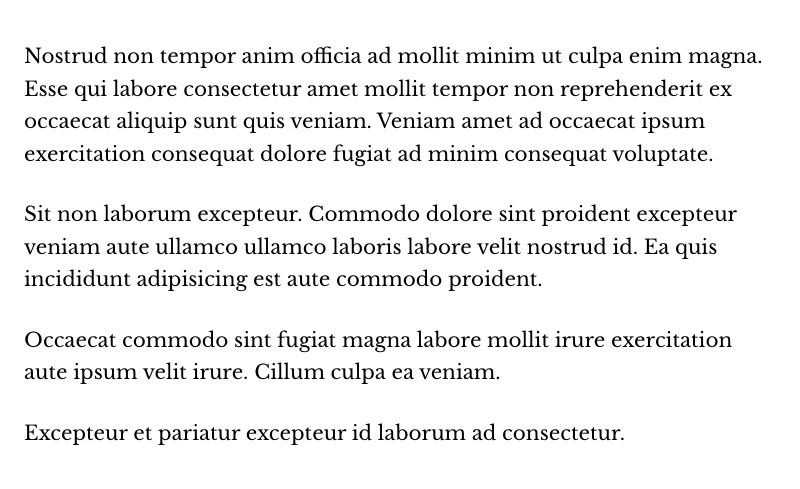 Nostrud non tempor anim officia ad mollit minim ut culpa enim magna.
Esse qui labore consectetur amet mollit tempor non reprehenderit ex
occaecat aliquip sunt quis veniam. Veniam amet ad occaecat ipsum
exercitation consequat dolore fugiat ad minim consequat voluptate.
Sit non laborum excepteur. Commodo dolore sint proident excepteur
veniam aute ullamco ullamco laboris labore velit nostrud id. Ea quis
incididunt adipisicing est aute commodo proident.
Occaecat commodo sint fugiat magna labore mollit irure exercitation
aute ipsum velit irure. Cillum culpa ea veniam.
Excepteur et pariatur excepteur id laborum ad consectetur.